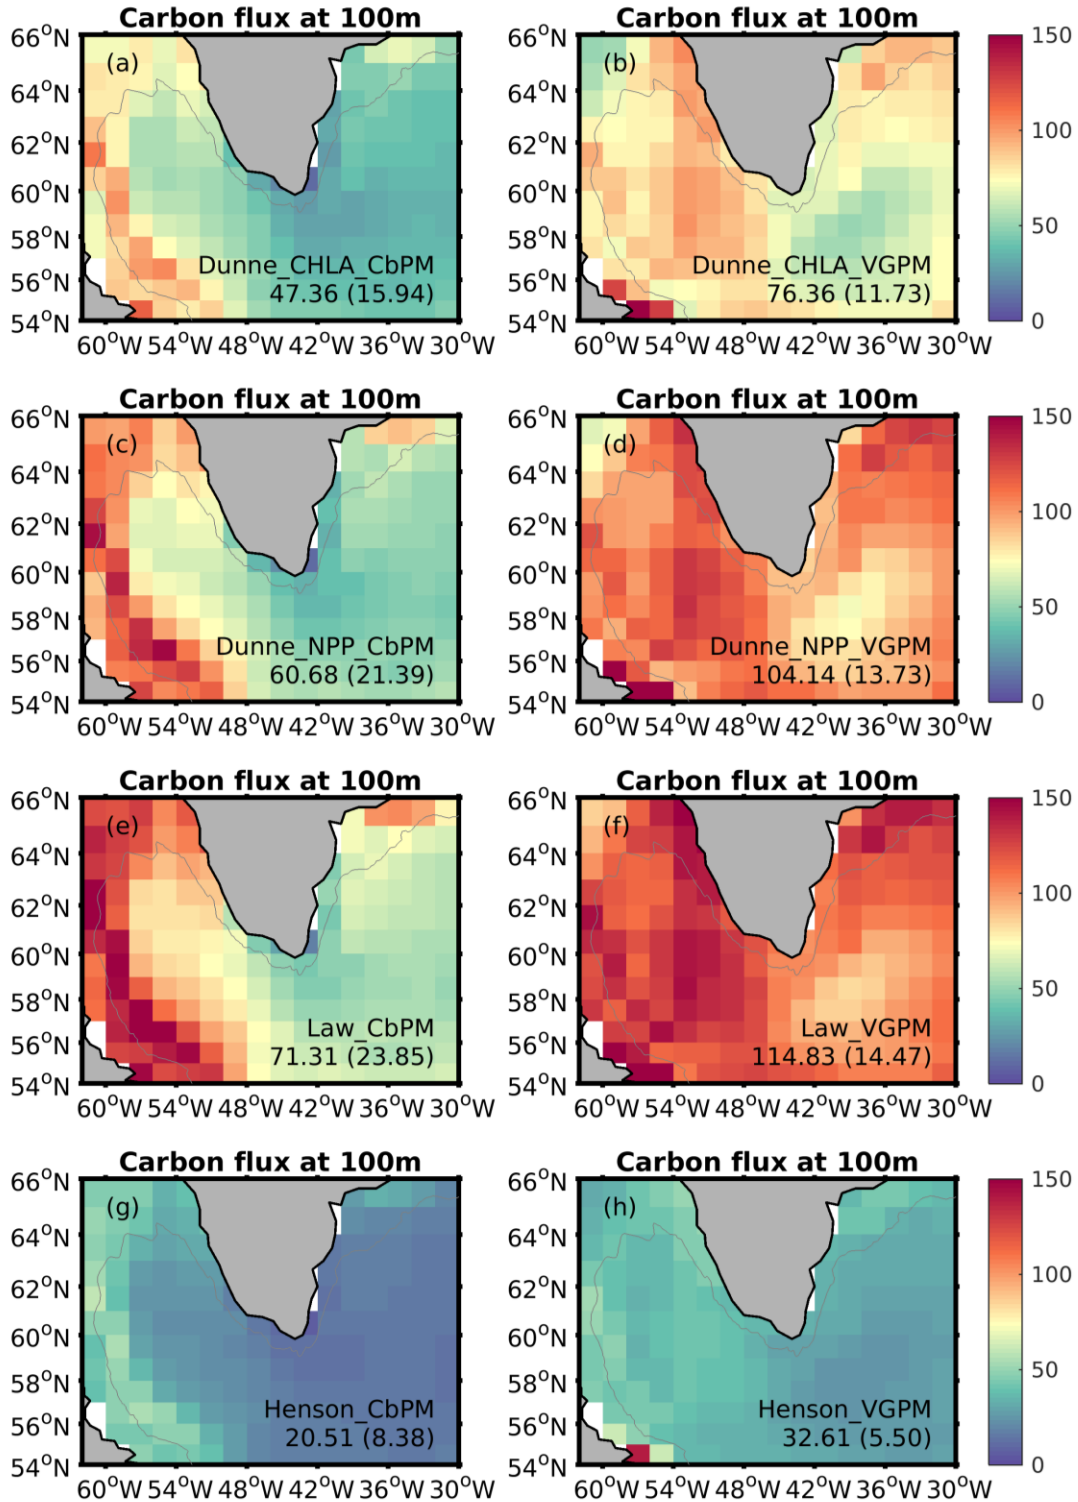 Carbon flux at 100m
Carbon flux at 100m
66°N
64°N
62°N
60°N
58°N
56°N
54°N
(a)
Dunne_CHLA_CbPM
47.36 (15.94)
60°W 54°W 48°W 42°W 36°W 30°W
66°N
64°N
62°N
60°N
58°N
56°N
54°N
(b)
Dunne_CHLA_VGPM
76.36 (11.73)
60°W 54°W 48°W 42°W 36°W 30°W
150
100
50
0
Carbon flux at 100m
Carbon flux at 100m
66°N
64°N
62°N
60°N
58°N
56°N
54°N
(c)
Dunne_NPP_CbPM
60.68 (21.39)
60°W 54°W 48°W 42°W 36°W 30°W
66°N
64°N
62°N
60°N
58°N
56°N
54°N
(d)
Dunne_NPP_VGPM
104.14 (13.73)
60°W 54°W 48°W 42°W 36°W 30°W
150
100
50
0
Carbon flux at 100m
Carbon flux at 100m
66°N
64°N
62°N
60°N
58°N
56°N
54°N
(e)
Law_CbPM
71.31 (23.85)
60°W 54°W 48°W 42°W 36°W 30°W
66°N
64°N
62°N
60°N
58°N
56°N
54°N
(f)
Law_VGPM
114.83 (14.47)
60°W 54°W 48°W 42°W 36°W 30°W
150
100
50
0
Carbon flux at 100m
Carbon flux at 100m
66°N
64°N
62°N
60°N
58°N
56°N
54°N
(g)
Henson_CbPM
20.51 (8.38)
60°W 54°W 48°W 42°W 36°W 30°W
66°N
64°N
62°N
60°N
58°N
56°N
54°N
(h)
Henson_VGPM
32.61 (5.50)
60°W 54°W 48°W 42°W 36°W 30°W
150
100
50
0